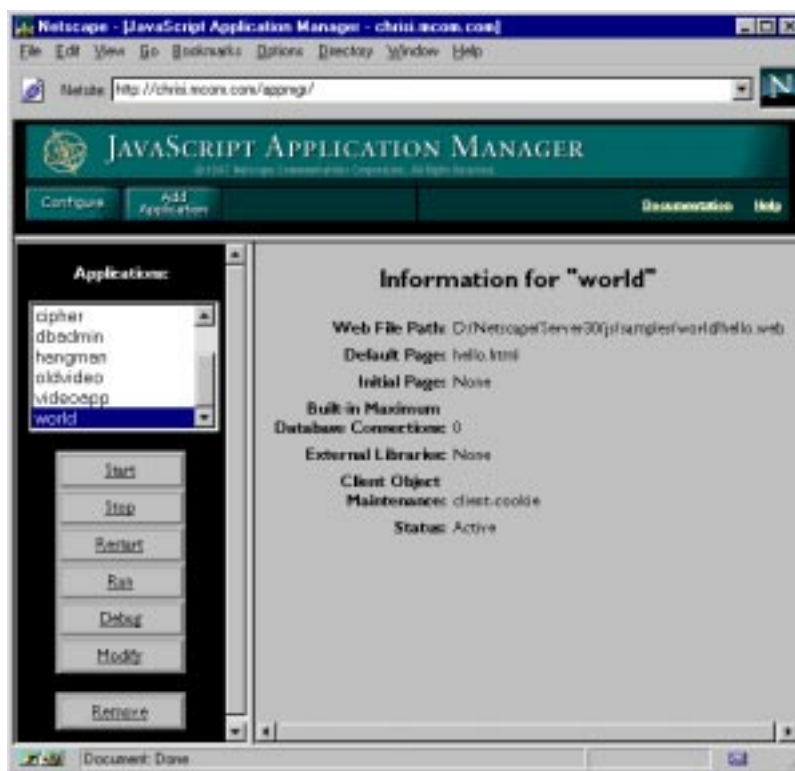 Netscape - [JavaScript Application Manager - chrisi.mcom.com]
File Edit View Go Bookmarks Options Directory Window Help
Netsite: http://chrisi.mcom.com/appmgr/
N
JAVASCRIPT APPLICATION MANAGER
Configure
Add Application
Documentation Help
Applications:
cipher
dbadmin
hangman
oldvideo
videoapp
world
Start
Stop
Restart
Run
Debug
Modify
Remove
Information for "world"
Web File Path: D:/Netscape/Server30/js/samples/world/hello.web
Default Page: hello.html
Initial Page: None
Built-in Maximum
Database Connections: 0
External Libraries: None
Client Object
Maintenance: client-cookie
Status: Active
Document: Done